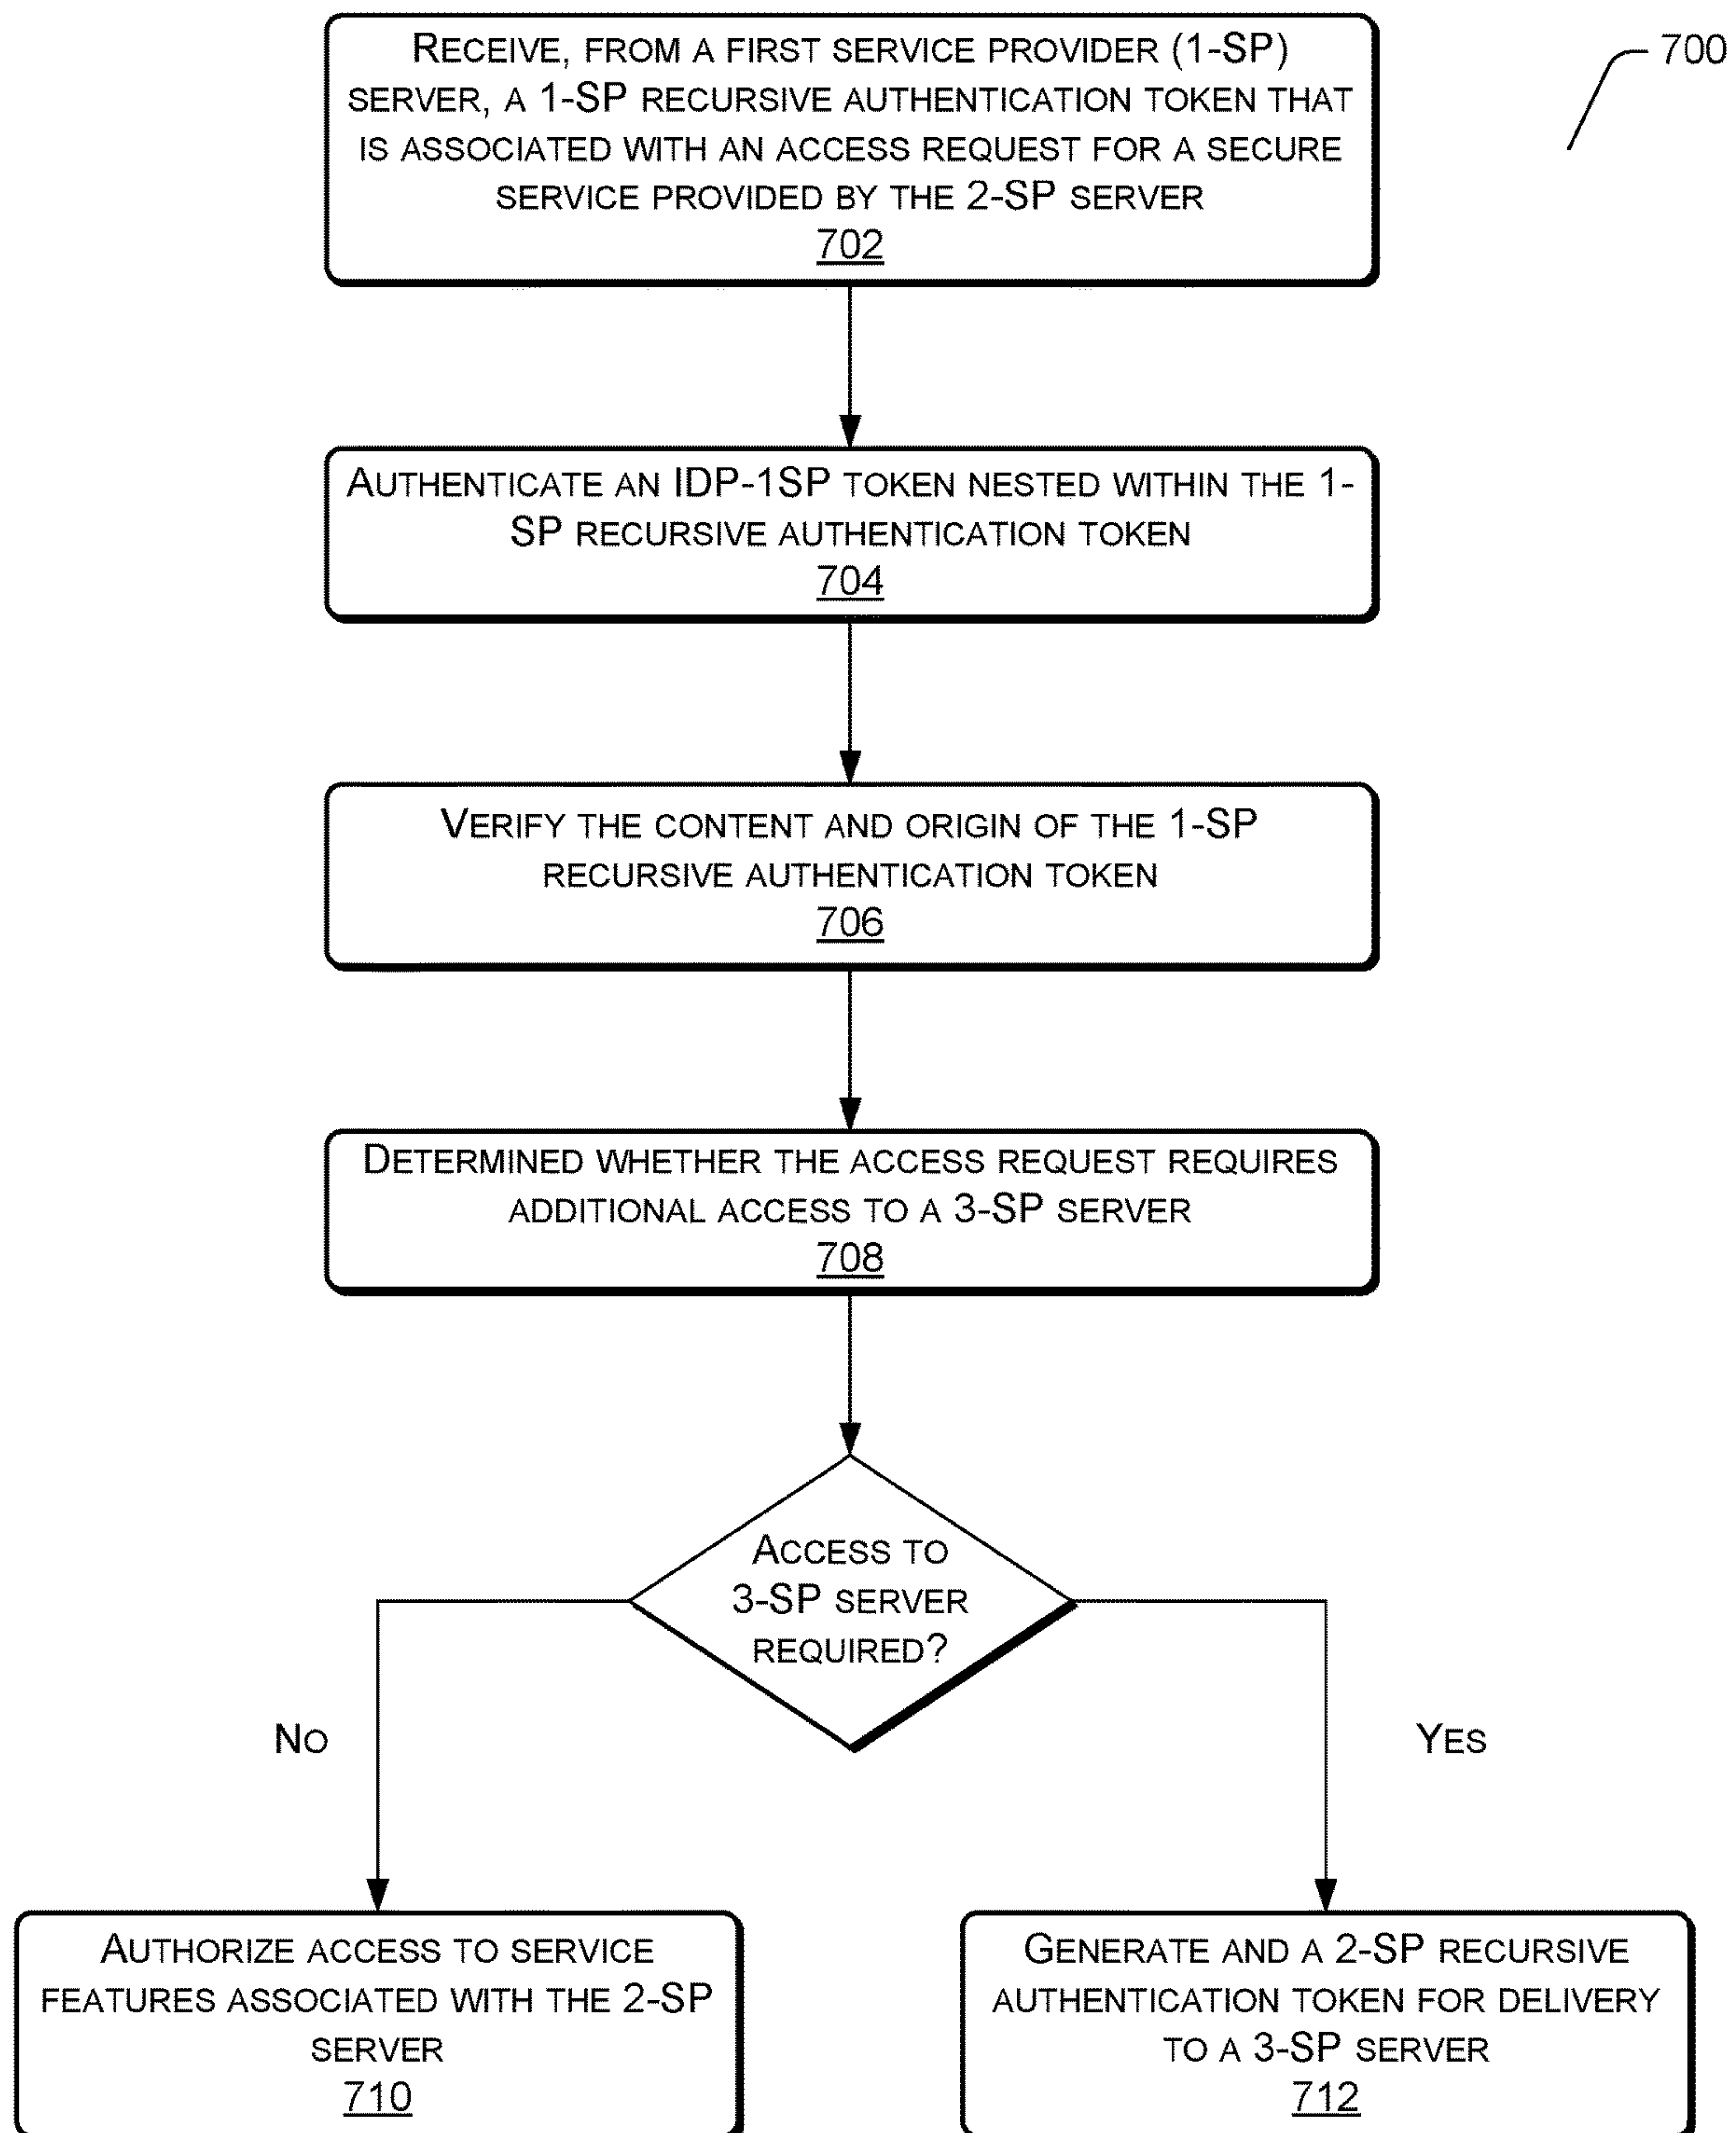 RECEIVE, FROM A FIRST SERVICE PROVIDER (1-SP)
SERVER, A 1-SP RECURSIVE AUTHENTICATION TOKEN THAT
IS ASSOCIATED WITH AN ACCESS REQUEST FOR A SECURE
SERVICE PROVIDED BY THE 2-SP SERVER
702
700
AUTHENTICATE AN IDP-1SP TOKEN NESTED WITHIN THE 1-
SP RECURSIVE AUTHENTICATION TOKEN
704
VERIFY THE CONTENT AND ORIGIN OF THE 1-SP
RECURSIVE AUTHENTICATION TOKEN
706
DETERMINED WHETHER THE ACCESS REQUEST REQUIRES
ADDITIONAL ACCESS TO A 3-SP SERVER
708
ACCESS TO
3-SP SERVER
REQUIRED?
NO
YES
AUTHORIZE ACCESS TO SERVICE
FEATURES ASSOCIATED WITH THE 2-SP
SERVER
710
GENERATE AND A 2-SP RECURSIVE
AUTHENTICATION TOKEN FOR DELIVERY
TO A 3-SP SERVER
712